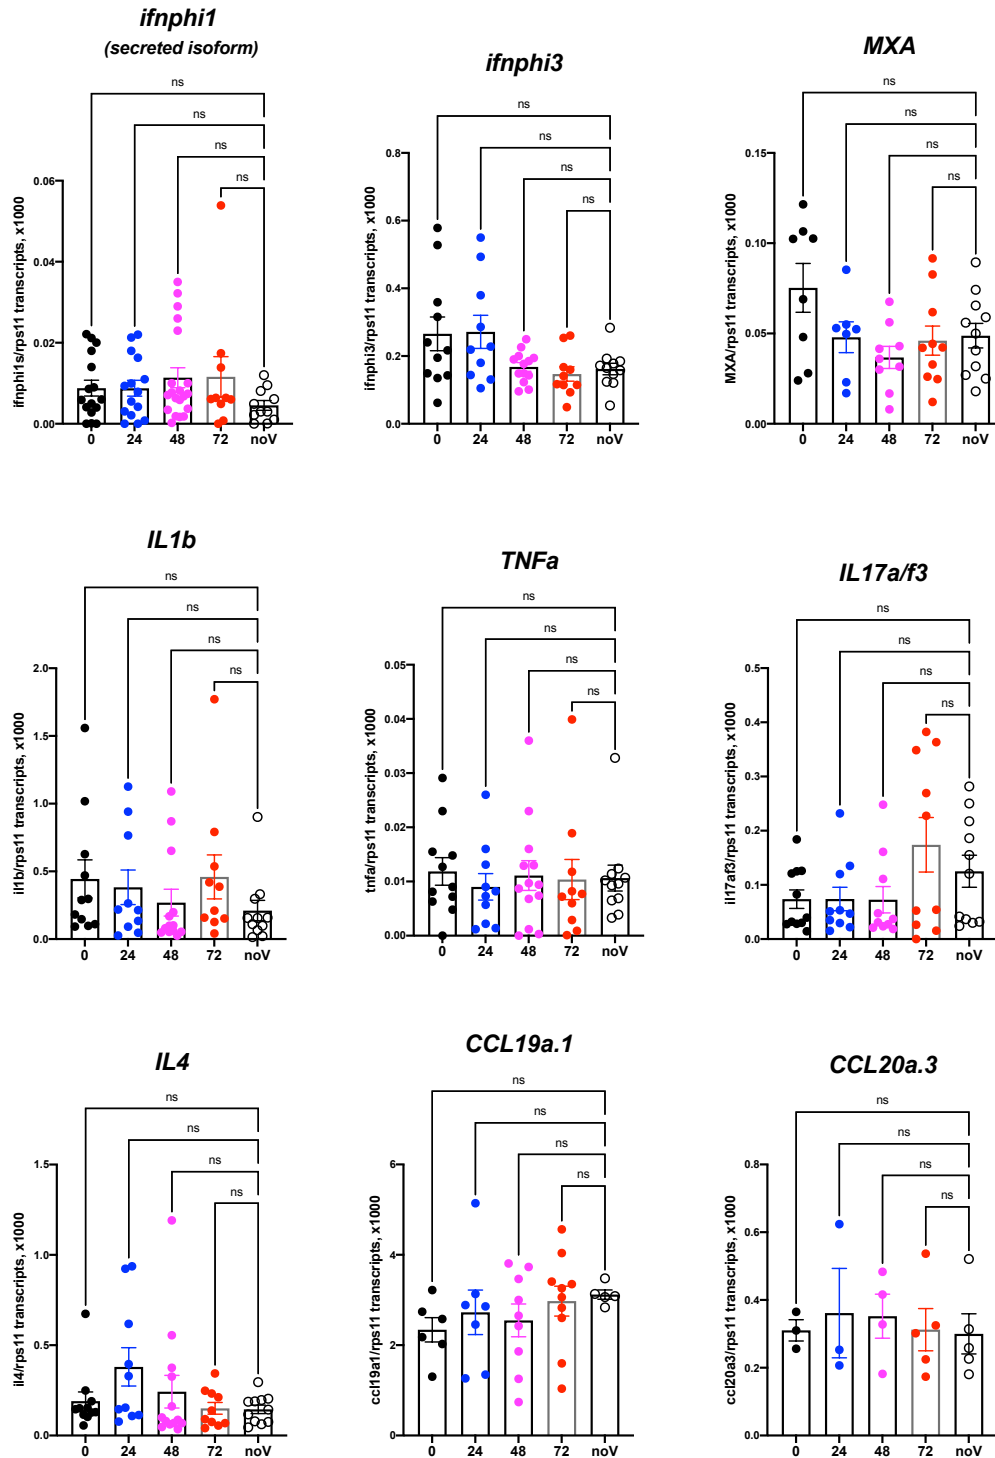 ifnphi1
(secreted isoform)
ns
ns
ns
ns
ifnphi1s/rps11 transcripts, x1000
0.06
0.04
0.02
0.00
0 24 48 72 noV
ifnphi3
ns
ns
ns
ns
ifnphi3/rps11 transcripts, x1000
0.8
0.6
0.4
0.2
0.0
0 24 48 72 noV
MXA
ns
ns
ns
ns
MXA/rps11 transcripts, x1000
0.15
0.10
0.05
0.00
0 24 48 72 noV
IL1b
ns
ns
ns
ns
il1b/rps11 transcripts, x1000
2.0
1.5
1.0
0.5
0.0
0 24 48 72 noV
TNFa
ns
ns
ns
ns
tnfa/rps11 transcripts, x1000
0.05
0.04
0.03
0.02
0.01
0.00
0 24 48 72 noV
IL17a/f3
ns
ns
ns
ns
il17af3/rps11 transcripts, x1000
0.5
0.4
0.3
0.2
0.1
0.0
0 24 48 72 noV
IL4
ns
ns
ns
ns
il4/rps11 transcripts, x1000
1.5
1.0
0.5
0.0
0 24 48 72 noV
CCL19a.1
ns
ns
ns
ns
ccl19a1/rps11 transcripts, x1000
6
4
2
0
0 24 48 72 noV
CCL20a.3
ns
ns
ns
ns
ccl20a3/rps11 transcripts, x1000
0.8
0.6
0.4
0.2
0.0
0 24 48 72 noV